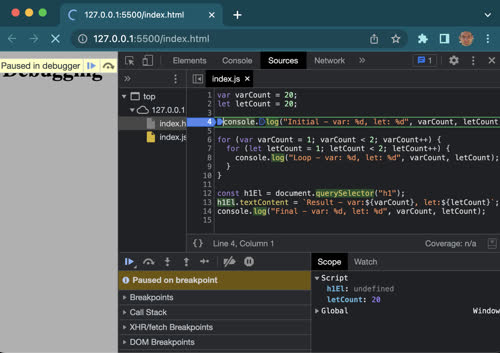 127.0.0.1:5500/index.html
127.0.0.1:5500/index.html
Paused in debugger
Debugging
Elements
Console
Sources
Network
1
index.js
top
127.0.0.1
index.h
index.js
1 var varCount = 20;
2 let letCount = 20;
3
4 console.log("Initial - var: %d, let: %d", varCount, letCount
5
6 for (var varCount = 1; varCount < 2; varCount++) {
7 for (let letCount = 1; letCount < 2; letCount++) {
8 console.log("Loop - var: %d, let: %d", varCount, letCount);
9 }
10 }
11
12 const h1El = document.querySelector("h1");
13 h1El.textContent = `Result - var:${varCount}, let:${letCount}`;
14 console.log("Final - var: %d, let: %d", varCount, letCount);
15
{} Line 4, Column 1
Coverage: n/a
Paused on breakpoint
Breakpoints
Call Stack
XHR/fetch Breakpoints
DOM Breakpoints
Scope
Watch
Script
h1El: undefined
letCount: 20
Global
Window